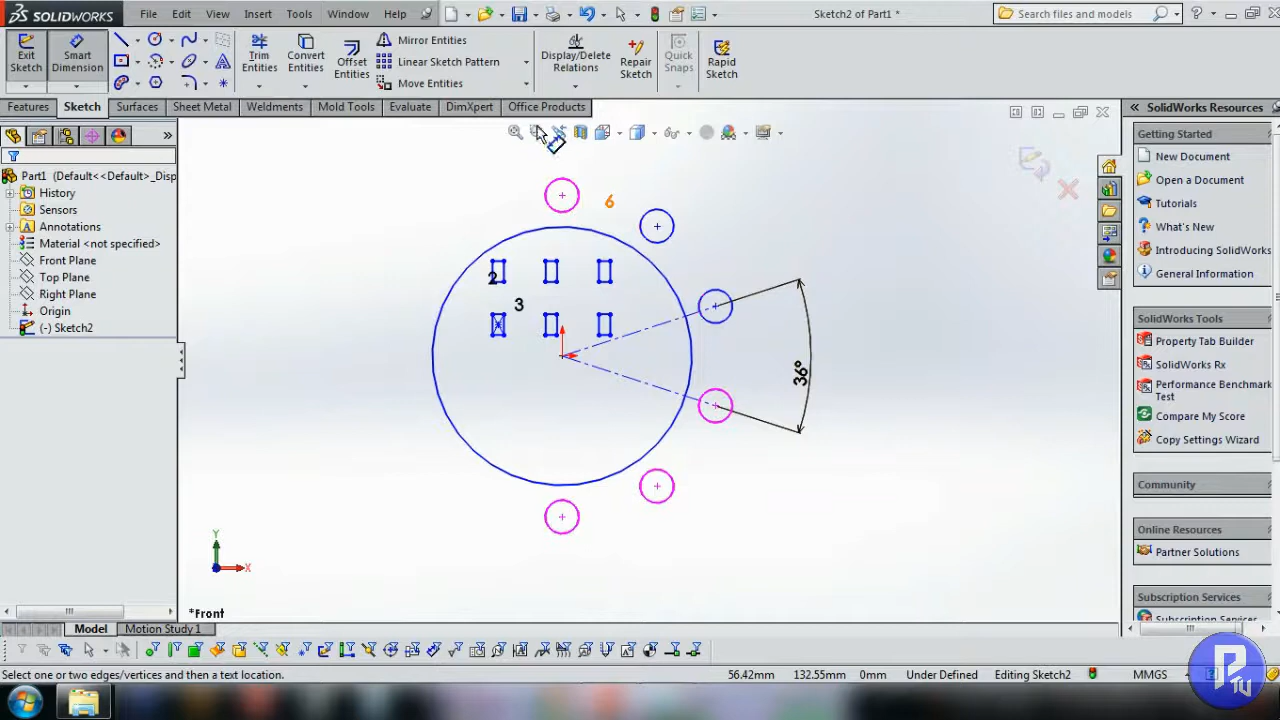 SOLIDWORKS File Edit View Insert Tools Window Help Sketch2 of Part1 * Search files and models
Exit Sketch Smart Dimension Trim Entities Convert Entities Offset Entities Mirror Entities Linear Sketch Pattern Move Entities Display/Delete Relations Repair Sketch Quick Snaps Rapid Sketch
Features Sketch Surfaces Sheet Metal Weldments Mold Tools Evaluate DimXpert Office Products
SolidWorks Resources
Getting Started
New Document
Open a Document
Tutorials
What's New
Introducing SolidWorks
General Information
SolidWorks Tools
Property Tab Builder
SolidWorks Rx
Performance Benchmark Test
Compare My Score
Copy Settings Wizard
Community
Online Resources
Partner Solutions
Subscription Services
Part1 (Default<<Default>_Disp
History
Sensors
Annotations
Material <not specified>
Front Plane
Top Plane
Right Plane
Origin
(-) Sketch2
6
2
3
36°
Y
X
*Front
Model Motion Study 1
Select one or two edges/vertices and then a text location. 56.42mm 132.55mm 0mm Under Defined Editing Sketch2 MMGS